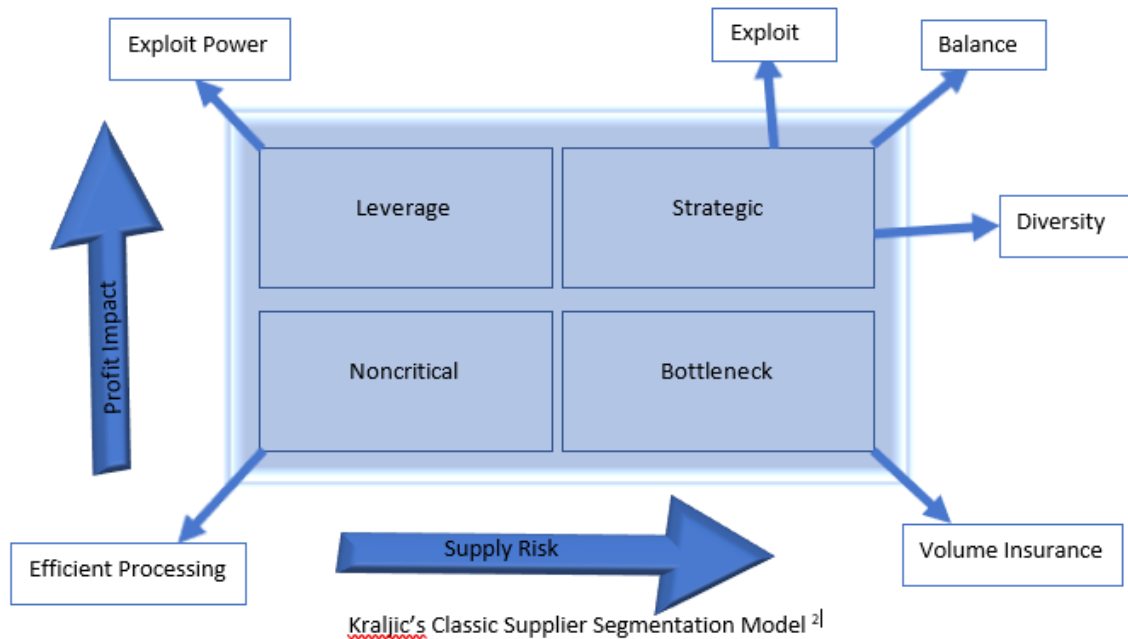 Exploit Power
Exploit
Balance
Leverage
Strategic
Diversity
Profit Impact
Noncritical
Bottleneck
Efficient Processing
Supply Risk
Volume Insurance
Kraljic's Classic Supplier Segmentation Model 2